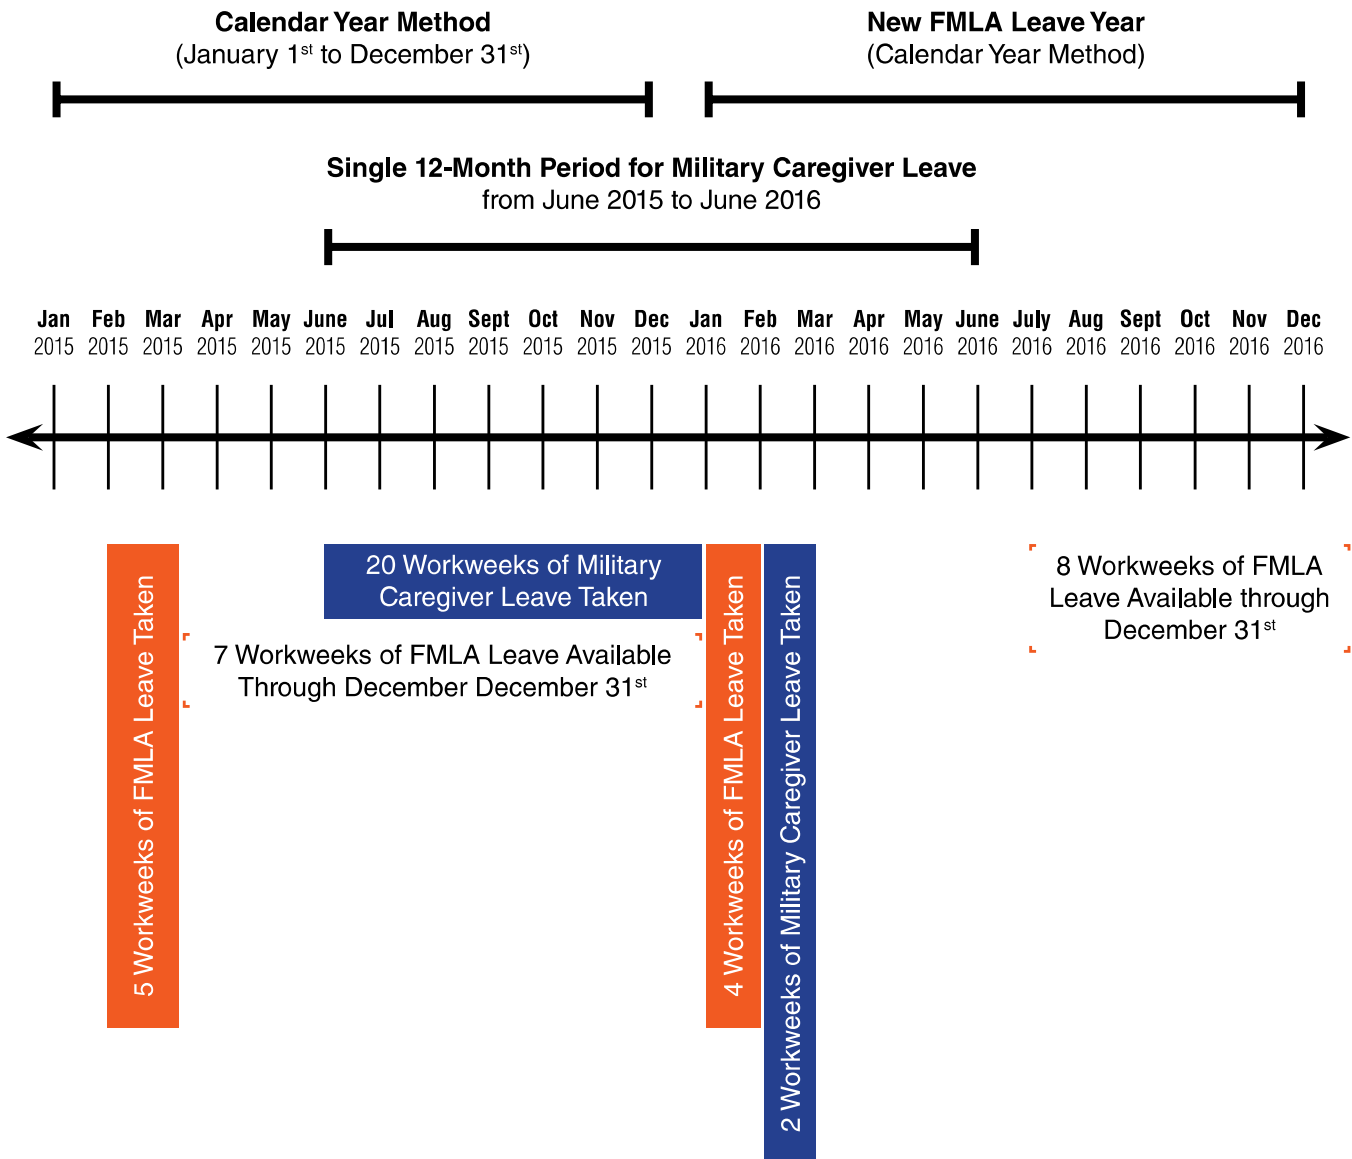 Calendar Year Method
(January 1st to December 31st)
New FMLA Leave Year
(Calendar Year Method)
Single 12-Month Period for Military Caregiver Leave
from June 2015 to June 2016
Jan Feb Mar Apr May June Jul Aug Sept Oct Nov Dec Jan Feb Mar Apr May June July Aug Sept Oct Nov Dec
2015 2015 2015 2015 2015 2015 2015 2015 2015 2015 2015 2015 2016 2016 2016 2016 2016 2016 2016 2016 2016 2016 2016 2016
5 Workweeks of FMLA Leave Taken
20 Workweeks of Military
Caregiver Leave Taken
7 Workweeks of FMLA Leave Available
Through December December 31st
4 Workweeks of FMLA Leave Taken
2 Workweeks of Military Caregiver Leave Taken
8 Workweeks of FMLA
Leave Available through
December 31st